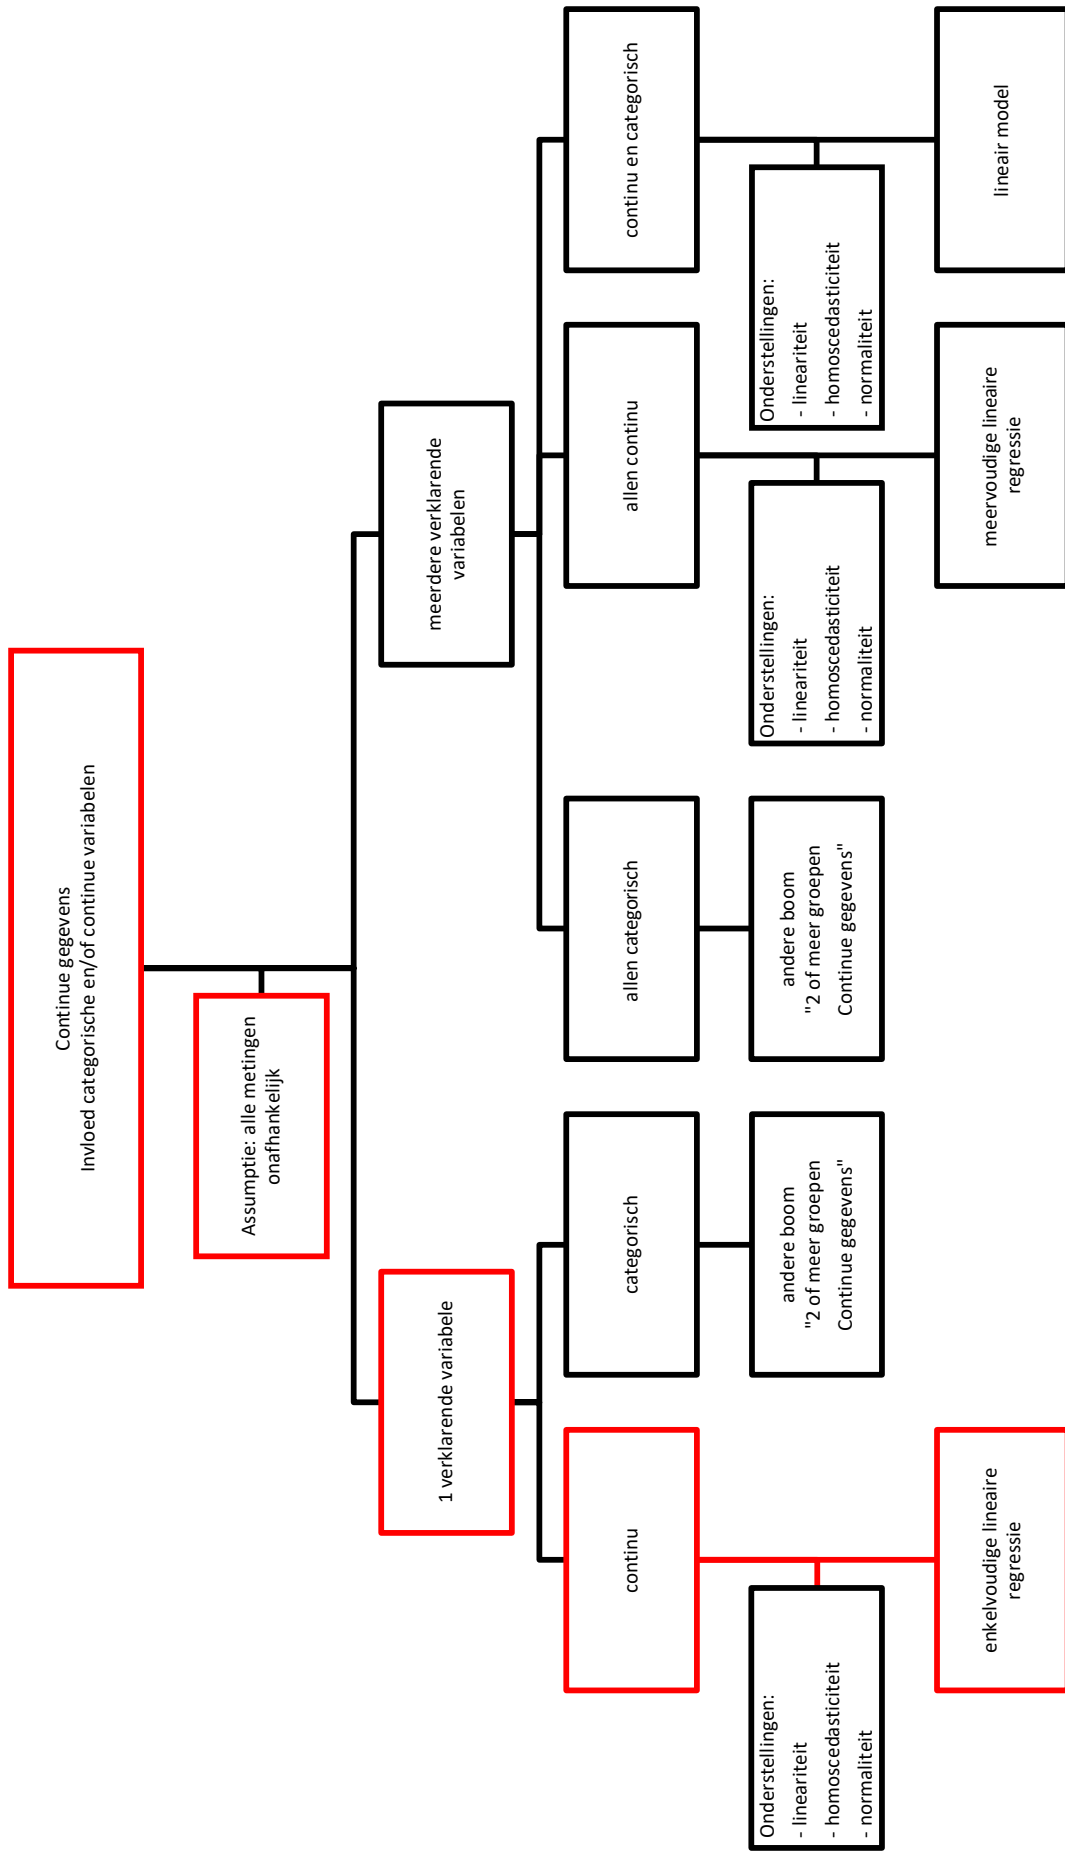 Continue gegevens
Invloed categorische en/of continue variabelen
Assumptie: alle metingen
onafhankelijk
1 verklarende variabele
meerdere verklarende
variabelen
continu
categorisch
allen categorisch
allen continu
continu en categorisch
Onderstellingen:
- lineariteit
- homoscedasticiteit
- normaliteit
andere boom
"2 of meer groepen
Continue gegevens"
andere boom
"2 of meer groepen
Continue gegevens"
Onderstellingen:
- lineariteit
- homoscedasticiteit
- normaliteit
Onderstellingen:
- lineariteit
- homoscedasticiteit
- normaliteit
enkelvoudige lineaire
regressie
meervoudige lineaire
regressie
lineair model